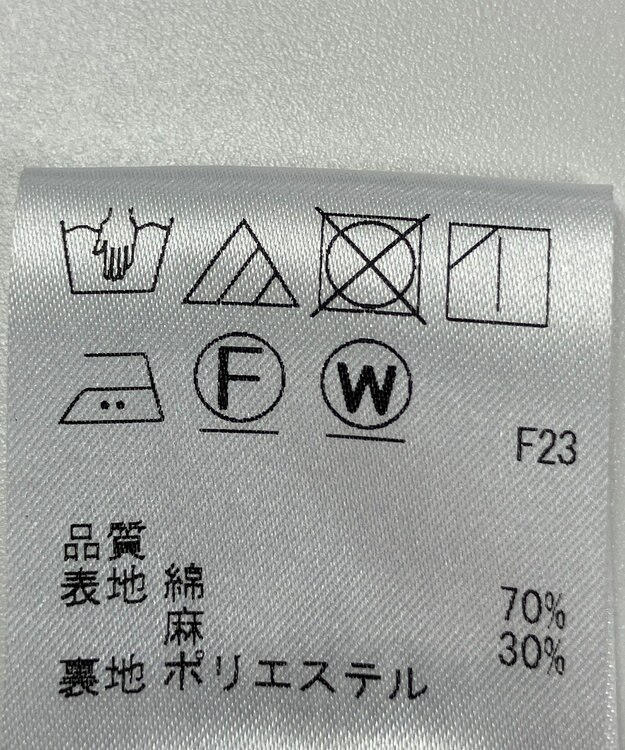 F W
F23
品質
表地 綿 70%
麻 30%
裏地 ポリエステル